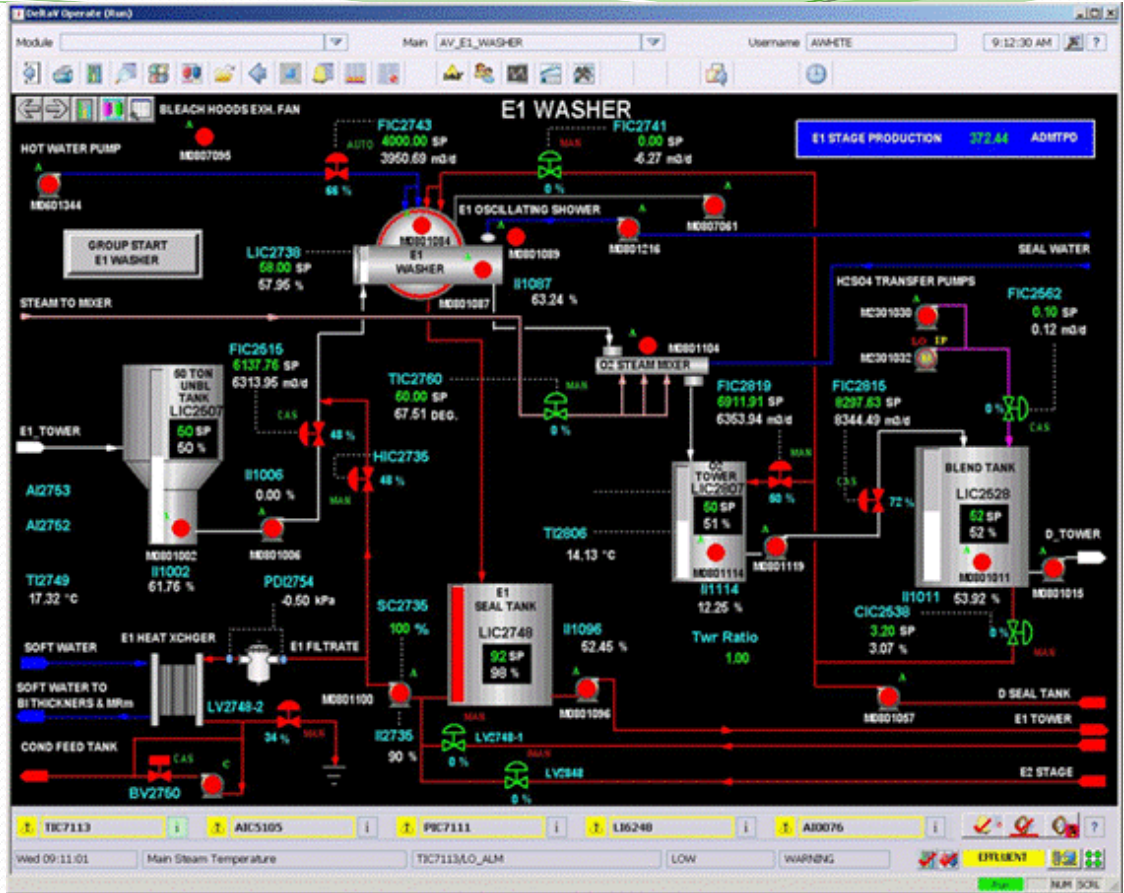 DeltaV Operate (Run)
Module
Main AV_E1_WASHER
Username AWHITE
9:12:30 AM
?
BLEACH HOODS EXH. FAN
E1 WASHER
A
M0807095
E1 STAGE PRODUCTION 372.44 ADMTPD
HOT WATER PUMP
A
M0601344
FIC2743
AUTO 4000.00 SP
3950.69 m3/d
66 %
FIC2741
MAN 0.00 SP
-6.27 m3/d
0 %
A
M0807061
E1 OSCILLATING SHOWER
A
M0801216
A
M0801089
SEAL WATER
GROUP START
E1 WASHER
LIC2738
58.00 SP
57.95 %
M0801084
E1
WASHER
M0801087
II1087
63.24 %
STEAM TO MIXER
H2SO4 TRANSFER PUMPS
A
M2301030
LO IP
M2301032
FIC2562
0.10 SP
0.12 m3/d
0 %
CAS
A
M0801104
O2 STEAM MIXER
FIC2515
6137.76 SP
6313.95 m3/d
CAS
48 %
TIC2760
60.00 SP
67.51 DEG.
MAN
0 %
FIC2819
6911.91 SP
6353.94 m3/d
MAN
60 %
FIC2815
8297.63 SP
8344.49 m3/d
CAS
72 %
60 TON
UNBL
TANK
LIC2507
50 SP
50 %
E1_TOWER
HIC2735
48 %
MAN
II1006
0.00 %
AI2753
AI2752
A
M0801002
II1002
61.76 %
A
M0801006
TI2749
17.32 °C
O2
TOWER
LIC2807
50 SP
51 %
A
M0801114
II1114
12.25 %
TI2806
14.13 °C
A
M0801119
BLEND TANK
LIC2528
52 SP
52 %
A
M0801011
II1011
53.92 %
D_TOWER
A
M0801015
CIC2538
3.20 SP
3.07 %
0 %
MAN
PDI2754
-0.50 kPa
SC2735
100 %
E1
SEAL TANK
LIC2748
92 SP
98 %
II1096
52.45 %
Twr Ratio
1.00
E1 HEAT XCHGER
E1 FILTRATE
SOFT WATER
SOFT WATER TO
BI THICKNERS & MRm
LV2748-2
34 %
MAN
A
M0801100
II2735
90 %
A
M0801096
A
M0801057
D SEAL TANK
E1 TOWER
MAN
LV2748-1
0 %
MAN
LV2848
0 %
E2 STAGE
COND FEED TANK
CAS
BV2760
C
TIC7113 i
AIC5105 i
PIC7111 i
LI6248 i
AI0076 i
?
Wed 09:11:01 Main Steam Temperature TIC7113/LO_ALM LOW WARNING EFFLUENT
Run NUM SCRL